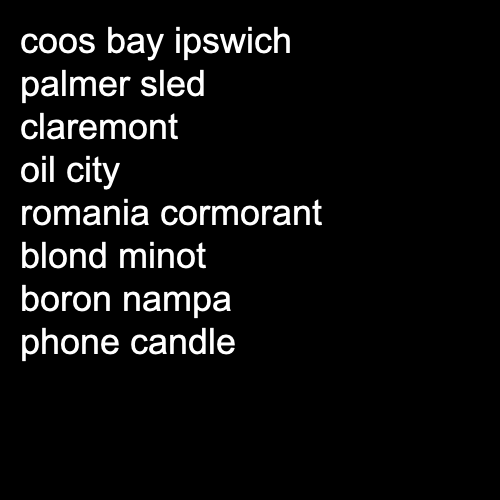 coos bay ipswich
palmer sled
claremont
oil city
romania cormorant
blond minot
boron nampa
phone candle